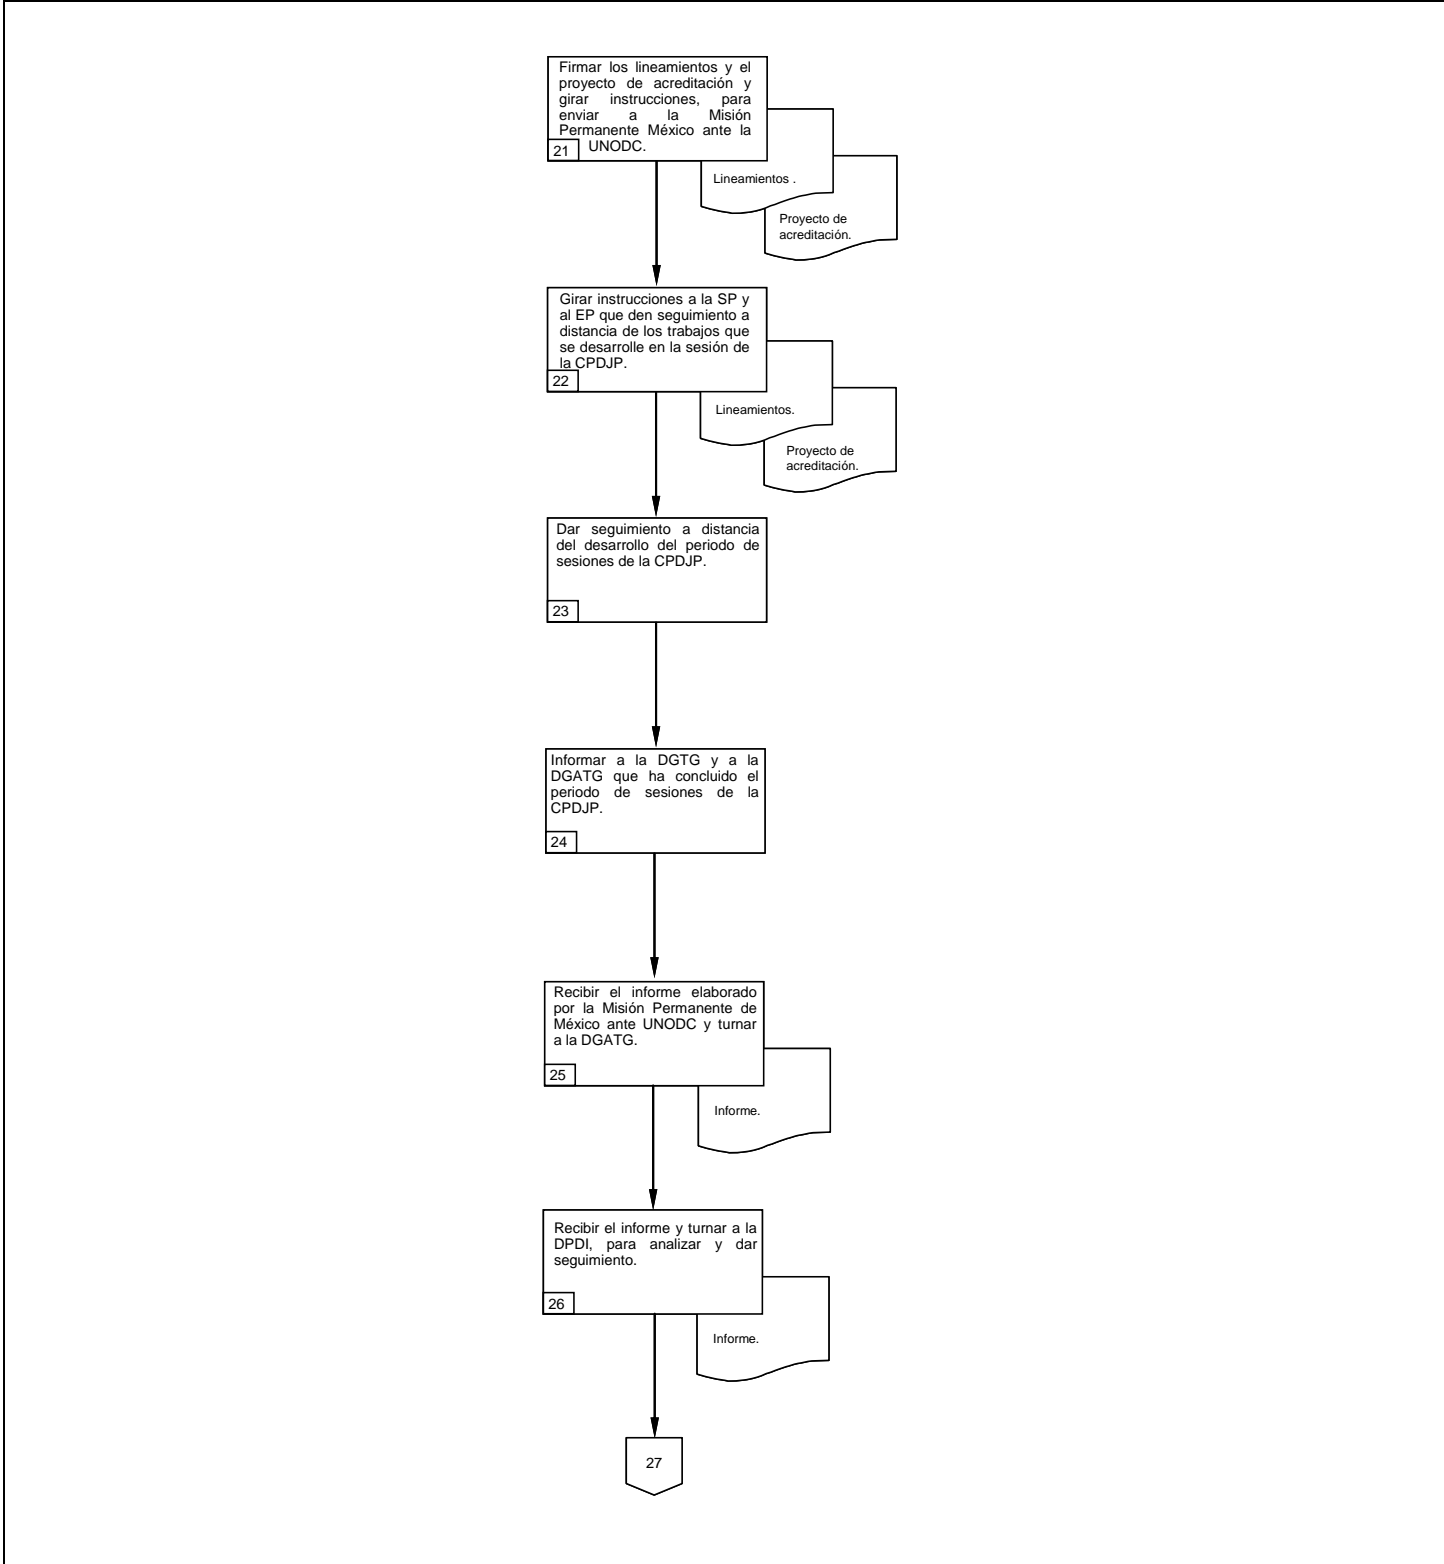 Firmar los lineamientos y el
proyecto de acreditación y
girar instrucciones, para
enviar a la Misión
Permanente México ante la
UNODC.
21
Lineamientos .
Proyecto de
acreditación.
Girar instrucciones a la SP y
al EP que den seguimiento a
distancia de los trabajos que
se desarrolle en la sesión de
la CPDJP.
22
Lineamientos.
Proyecto de
acreditación.
Dar seguimiento a distancia
del desarrollo del periodo de
sesiones de la CPDJP.
23
Informar a la DGTG y a la
DGATG que ha concluido el
periodo de sesiones de la
CPDJP.
24
Recibir el informe elaborado
por la Misión Permanente de
México ante UNODC y turnar
a la DGATG.
25
Informe.
Recibir el informe y turnar a la
DPDI, para analizar y dar
seguimiento.
26
Informe.
27